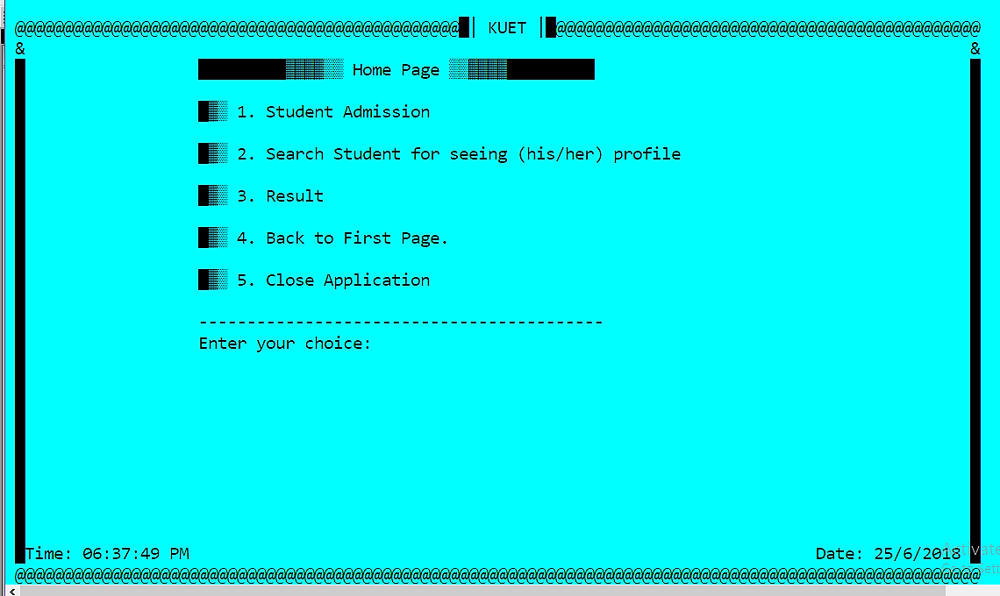 @@@@@@@@@@@@@@@@@@@@@@@@@@@@@@@@@@@@@@@@@@@@@@█│ KUET │█@@@@@@@@@@@@@@@@@@@@@@@@@@@@@@@@@@@@@@@@@@@@
& &
Home Page
1. Student Admission
2. Search Student for seeing (his/her) profile
3. Result
4. Back to First Page.
5. Close Application
------------------------------------------
Enter your choice:
Time: 06:37:49 PM Date: 25/6/2018
Activate
@@@@@@@@@@@@@@@@@@@@@@@@@@@@@@@@@@@@@@@@@@@@@@@@@@@@@@@@@@@@@@@@@@@@@@@@@@@@@@@@@@@@@@@@@@@@@@@@@@@@